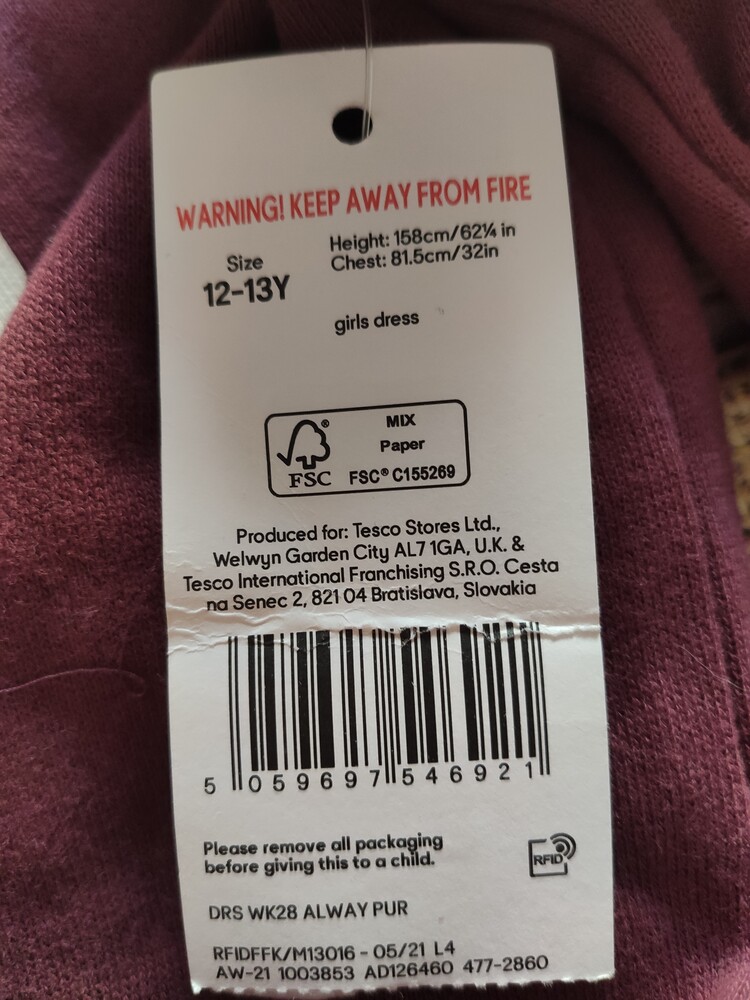 WARNING! KEEP AWAY FROM FIRE
Size
12-13Y
Height: 158cm/62¼ in
Chest: 81.5cm/32in
girls dress
FSC®
MIX
Paper
FSC® C155269
Produced for: Tesco Stores Ltd.,
Welwyn Garden City AL7 1GA, U.K. &
Tesco International Franchising S.R.O. Cesta
na Senec 2, 821 04 Bratislava, Slovakia
5 059697 546921
Please remove all packaging
before giving this to a child.
RFID
DRS WK28 ALWAY PUR
RFIDFFK/M13016 - 05/21 L4
AW-21 1003853 AD126460 477-2860